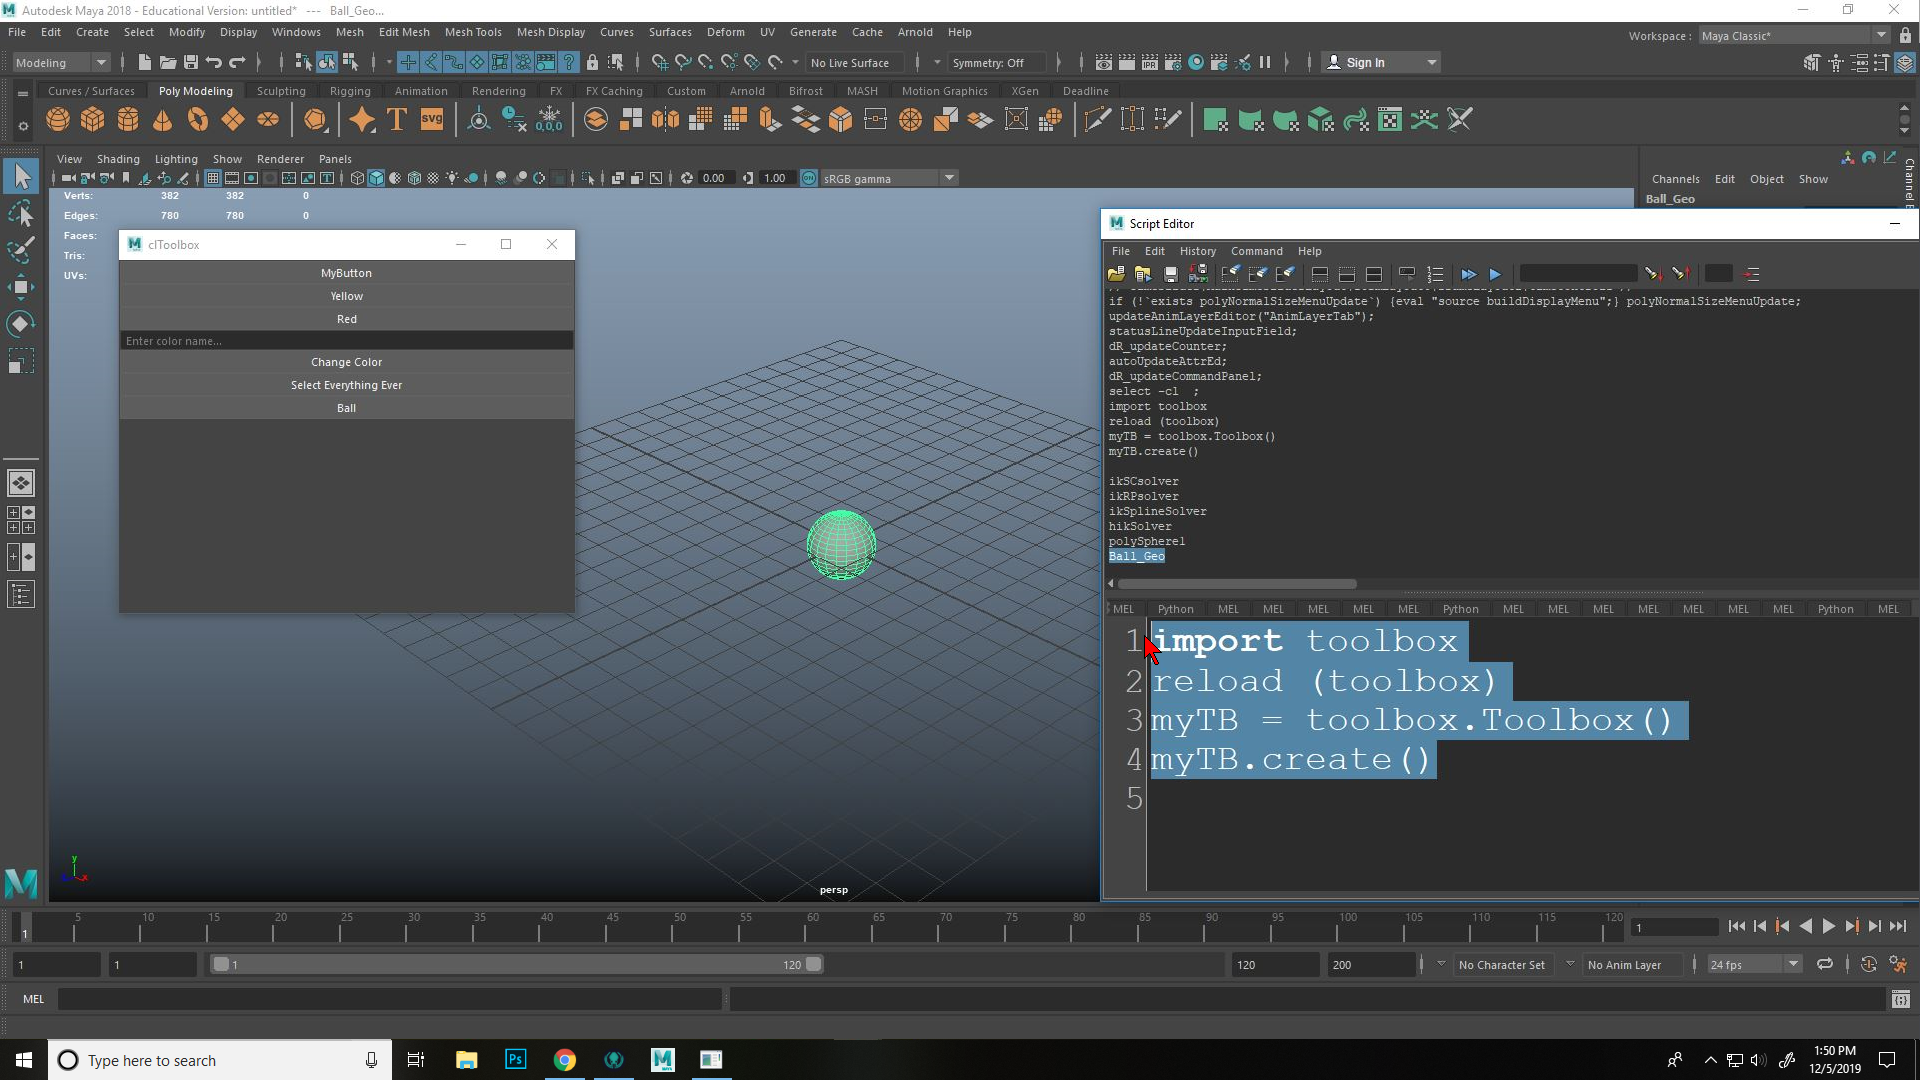 Autodesk Maya 2018 - Educational Version: untitled* --- Ball_Geo...
File Edit Create Select Modify Display Windows Mesh Edit Mesh Mesh Tools Mesh Display Curves Surfaces Deform UV Generate Cache Arnold Help
Workspace : Maya Classic*
Modeling No Live Surface Symmetry: Off Sign In
Curves / Surfaces Poly Modeling Sculpting Rigging Animation Rendering FX FX Caching Custom Arnold Bifrost MASH Motion Graphics XGen Deadline
View Shading Lighting Show Renderer Panels
0.00 1.00 sRGB gamma
Channels Edit Object Show
Ball_Geo
Verts: 382 382 0
Edges: 780 780 0
Faces:
Tris:
UVs:
clToolbox
MyButton
Yellow
Red
Enter color name...
Change Color
Select Everything Ever
Ball
persp
Script Editor
File Edit History Command Help
if (!`exists polyNormalSizeMenuUpdate`) {eval "source buildDisplayMenu";} polyNormalSizeMenuUpdate;
updateAnimLayerEditor("AnimLayerTab");
statusLineUpdateInputField;
dR_updateCounter;
autoUpdateAttrEd;
dR_updateCommandPanel;
select -cl  ;
import toolbox
reload (toolbox)
myTB = toolbox.Toolbox()
myTB.create()
ikSCsolver
ikRPsolver
ikSplineSolver
hikSolver
polySphere1
Ball_Geo
MEL Python MEL MEL MEL MEL MEL Python MEL MEL MEL MEL MEL MEL MEL Python MEL
1 import toolbox
2 reload (toolbox)
3 myTB = toolbox.Toolbox()
4 myTB.create()
5
5 10 15 20 25 30 35 40 45 50 55 60 65 70 75 80 85 90 95 100 105 110 115 120
1 1
1 1 1 120 120 200 No Character Set No Anim Layer 24 fps
MEL
Type here to search
1:50 PM
12/5/2019